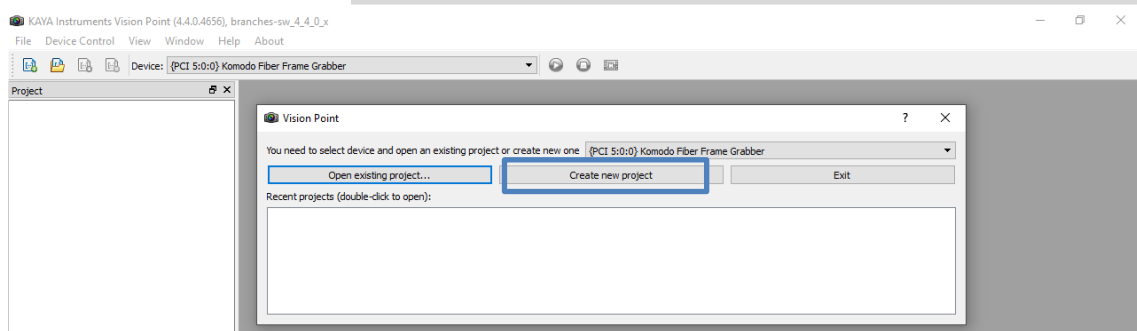 KAYA Instruments Vision Point (4.4.0.4656), branches-sw_4_4_0_x
File Device Control View Window Help About
Device: {PCI 5:0:0} Komodo Fiber Frame Grabber
Project
Vision Point
You need to select device and open an existing project or create new one {PCI 5:0:0} Komodo Fiber Frame Grabber
Open existing project... Create new project Exit
Recent projects (double-click to open):